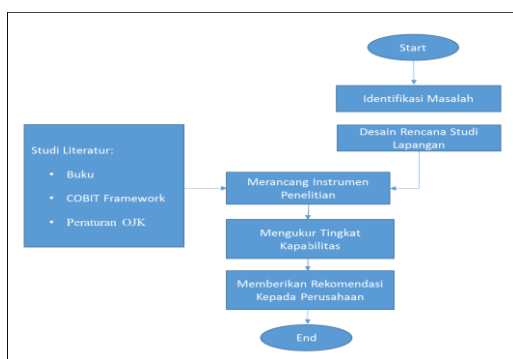 Start
Identifikasi Masalah
Desain Rencana Studi
Lapangan
Studi Literatur:
• Buku
• COBIT Framework
• Peraturan OJK
Merancang Instrumen
Penelitian
Mengukur Tingkat
Kapabilitas
Memberikan Rekomendasi
Kepada Perusahaan
End